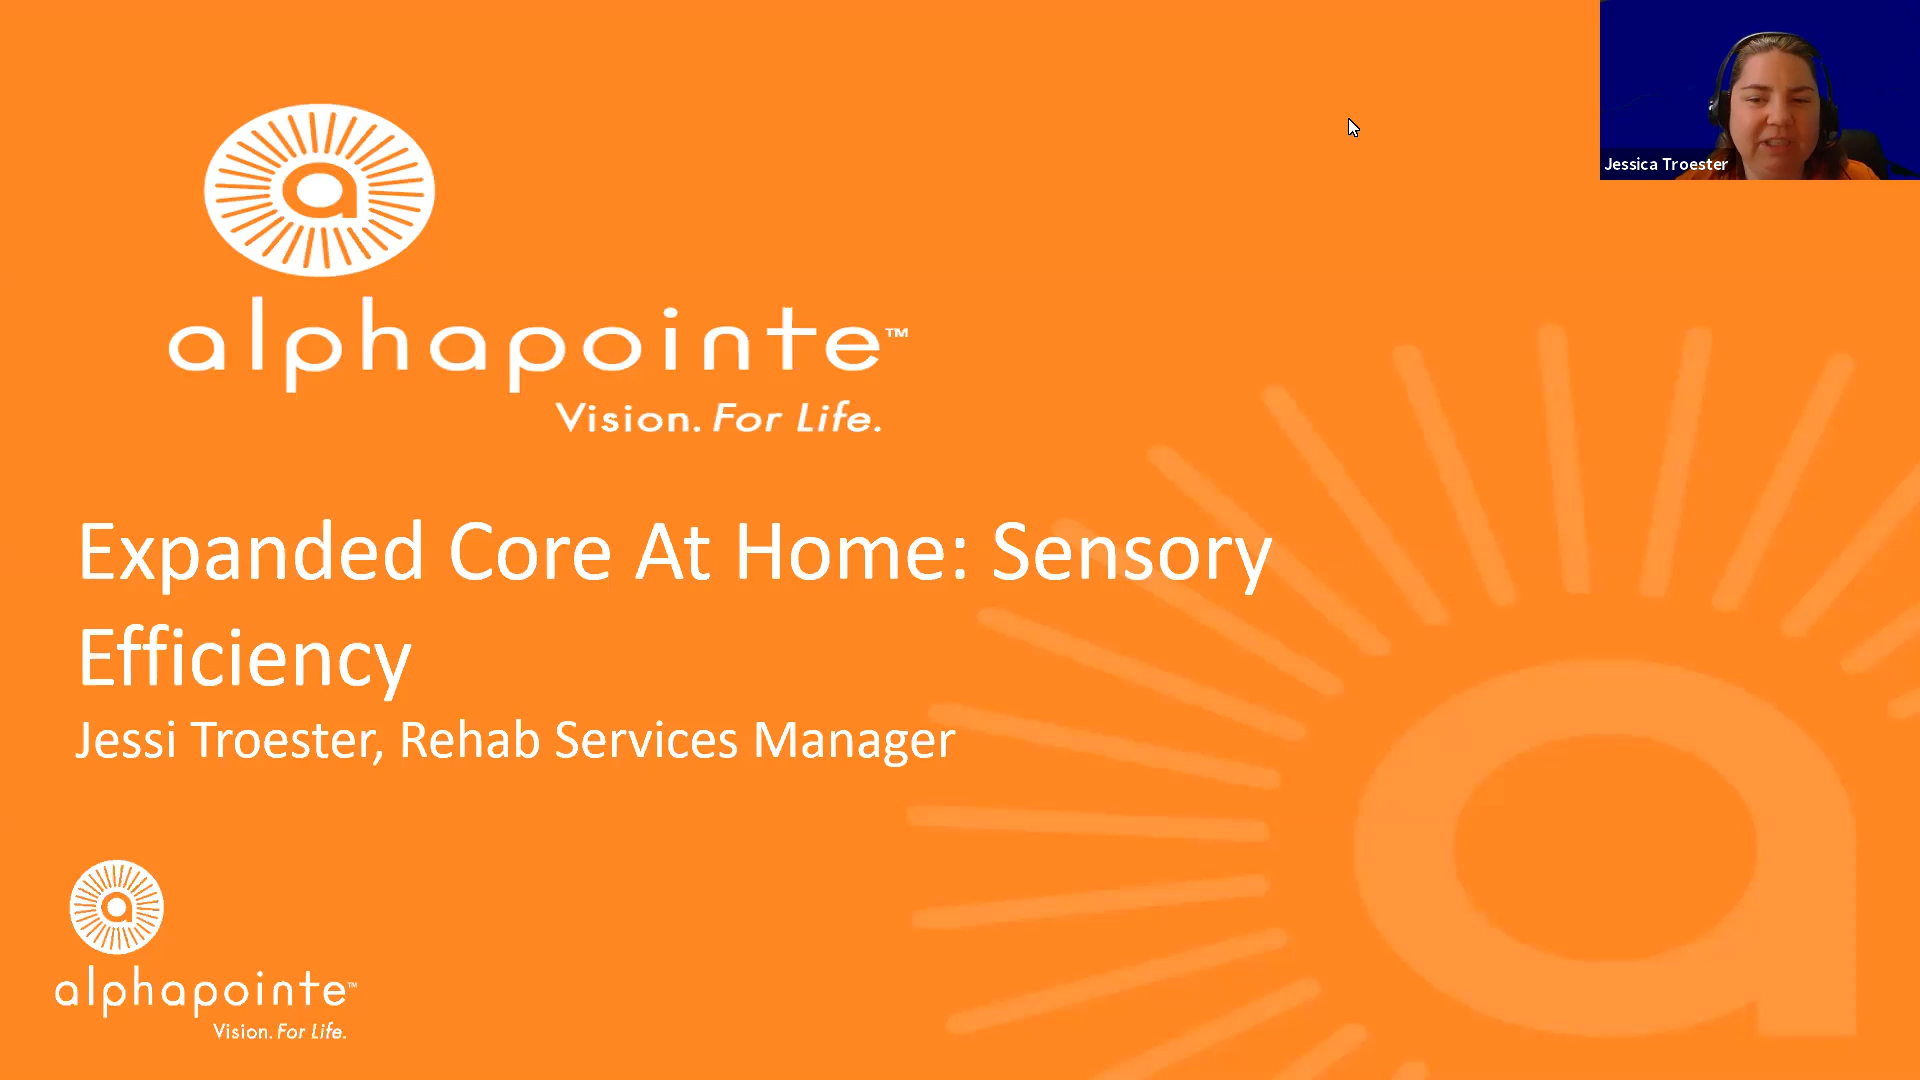 Jessica Troester
a
alphapointe™
Vision. For Life.
Expanded Core At Home: Sensory
Efficiency
Jessi Troester, Rehab Services Manager
a
a
alphapointe™
Vision. For Life.